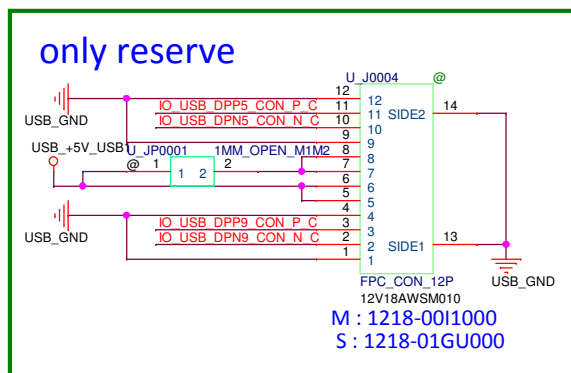 only reserve
U_J0004 @
12 12
USB_GND
IO_USB_DPP5_CON_P_C 11 11 SIDE2 14
IO_USB_DPN5_CON_N_C 10 10
9 9
USB_+5V_USB1 U_JP0001 1MM_OPEN_M1M2 8 8
@ 1 1 2 2 7 7
6 6
5 5
4 4
USB_GND
IO_USB_DPP9_CON_P_C 3 3
IO_USB_DPN9_CON_N_C 2 2 SIDE1 13
1 1
FPC_CON_12P USB_GND
12V18AWSM010
M : 1218-00I1000
S : 1218-01GU000